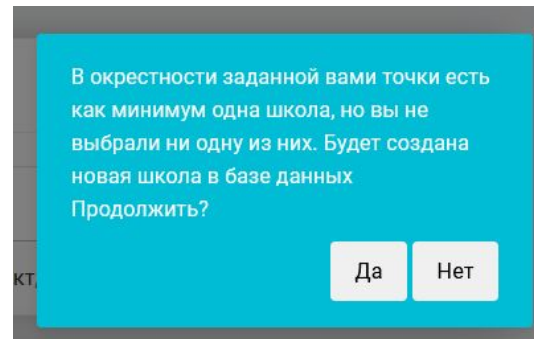 В окрестности заданной вами точки есть
как минимум одна школа, но вы не
выбрали ни одну из них. Будет создана
новая школа в базе данных
Продолжить?
кт,
Да Нет